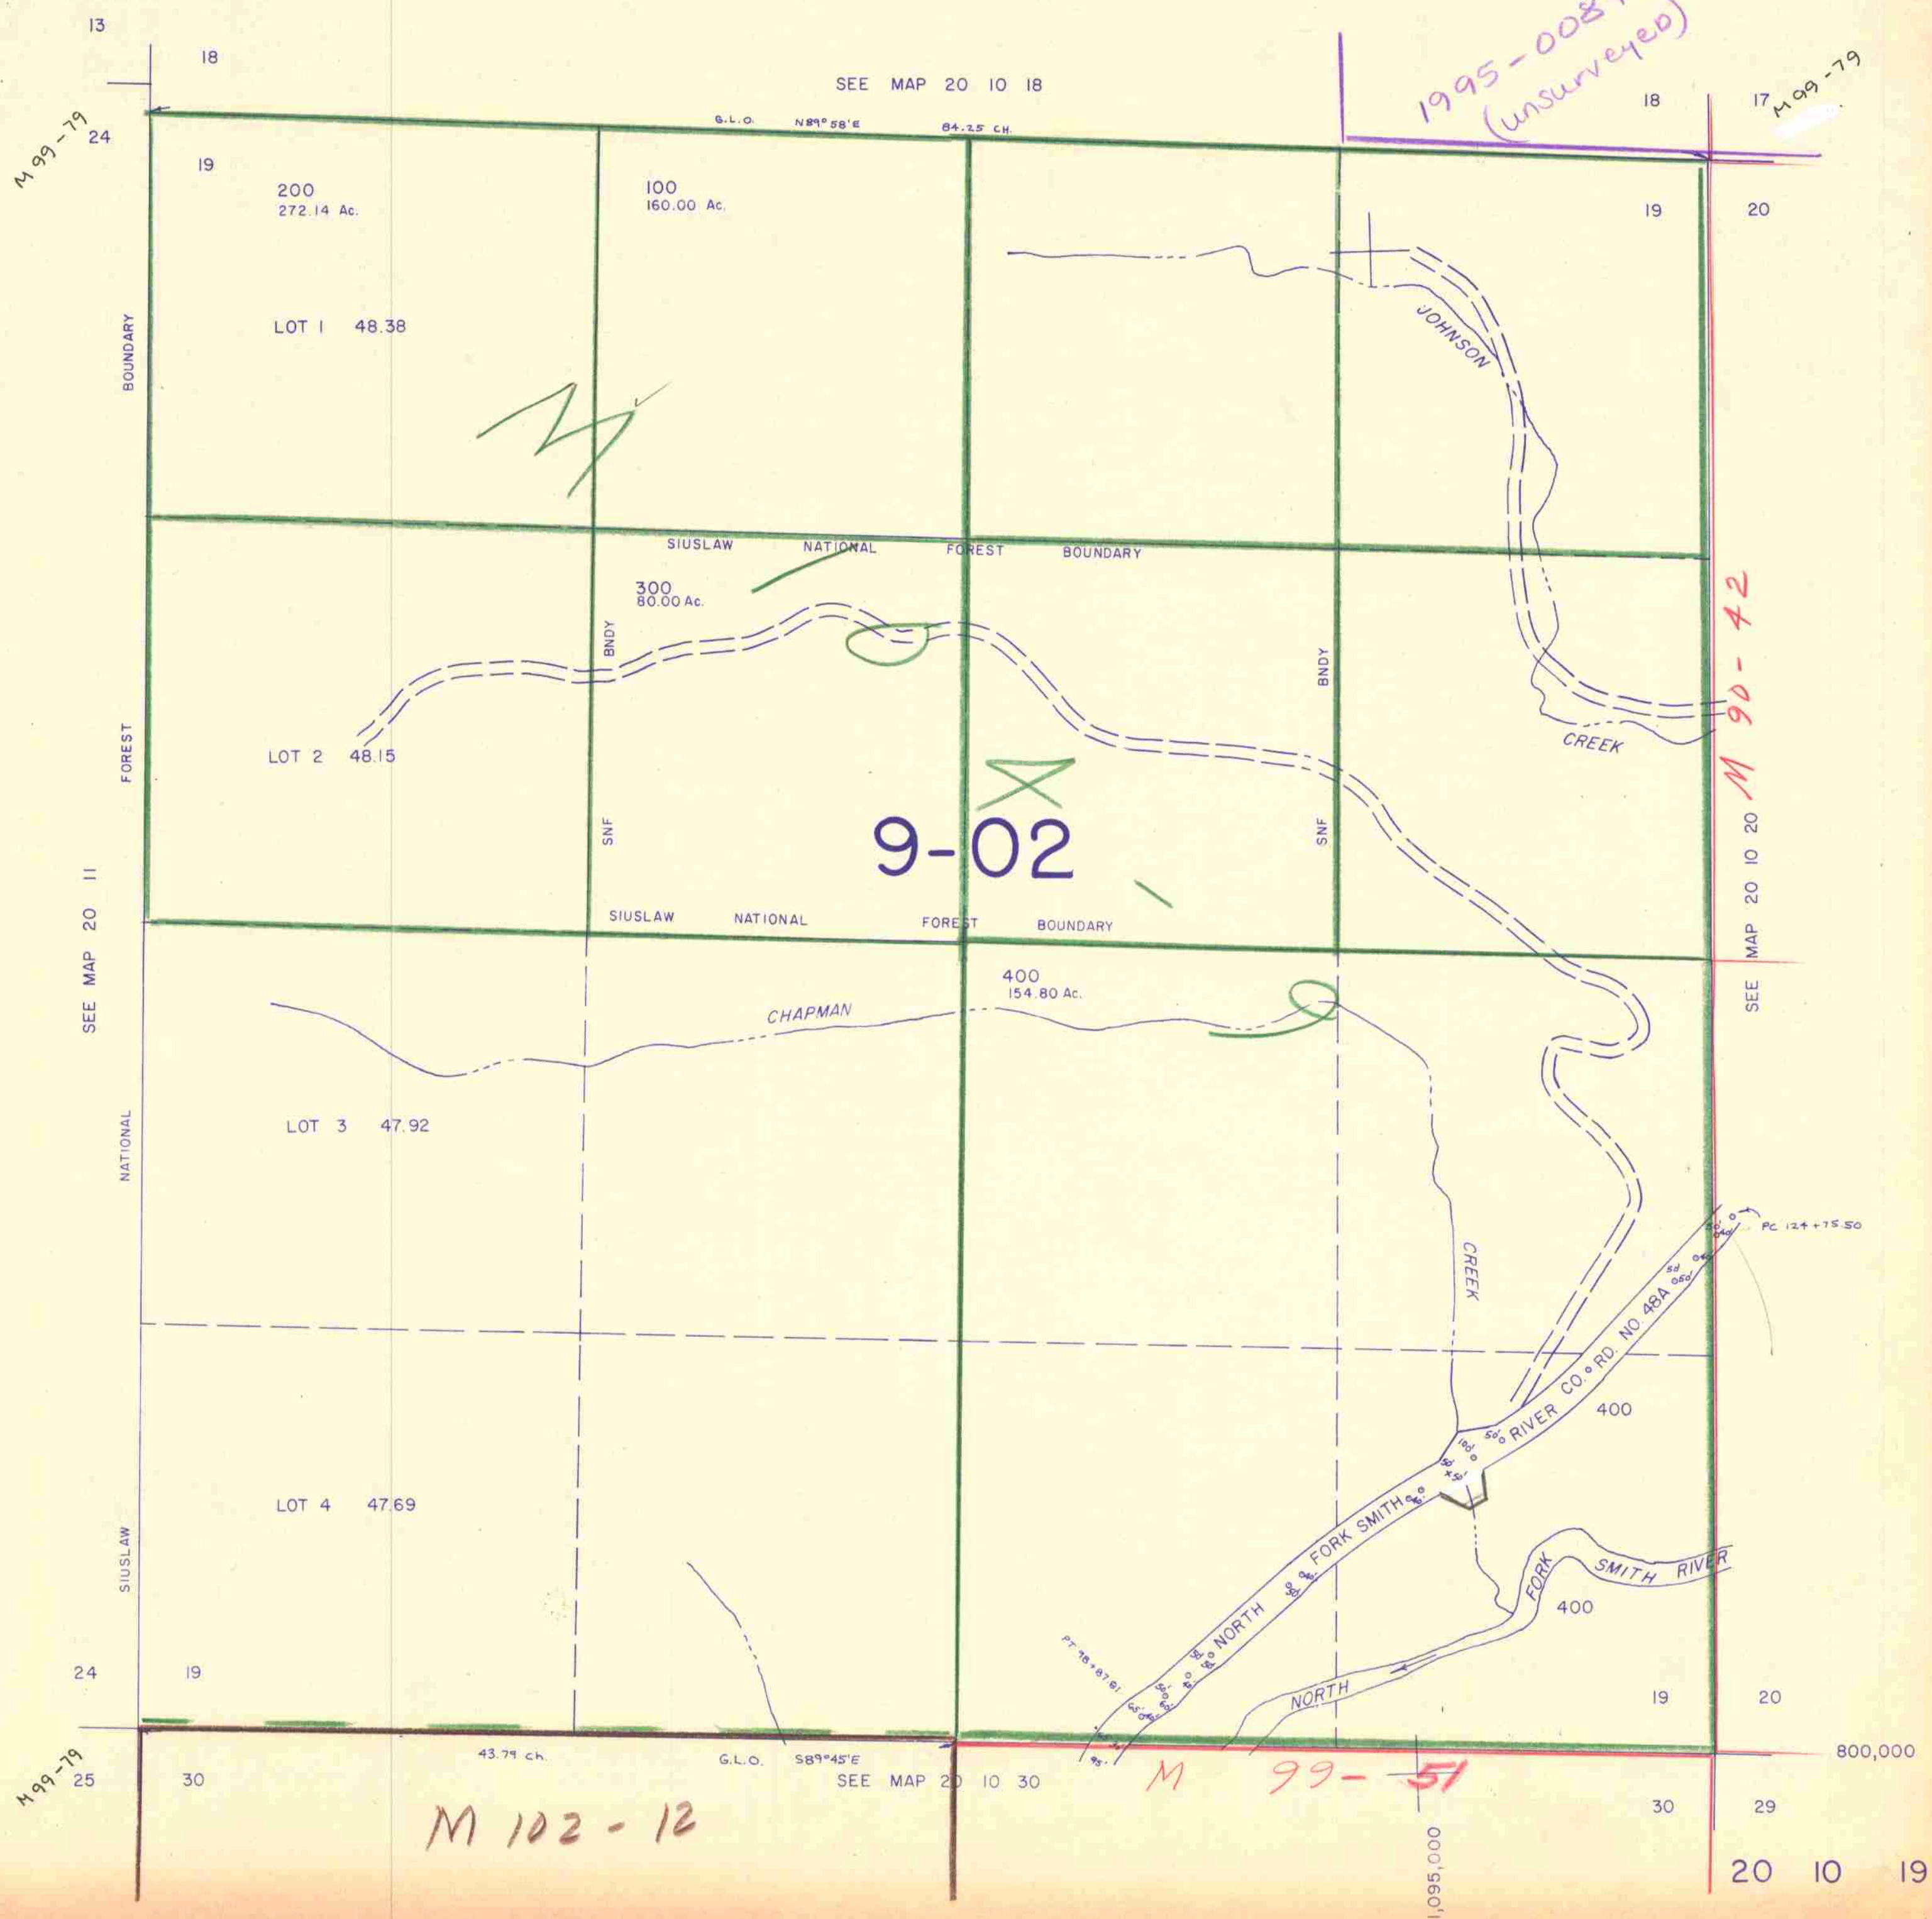 13
18
SEE MAP 20 10 18
(unsurveyed)
18
17
M 99-79
M 99-79
24
G.L.O. N89°58'E 84.25 CH.
19
200
272.14 Ac.
100
160.00 Ac.
19
20
LOT 1 48.38
JOHNSON
BOUNDARY
SIUSLAW NATIONAL FOREST BOUNDARY
300
80.00 Ac.
BNDY
BNDY
M 90-42
CREEK
FOREST
LOT 2 48.15
SNF
9-02
SNF
SEE MAP 20 10 20
SEE MAP 20 11
SIUSLAW NATIONAL FOREST BOUNDARY
400
154.80 Ac.
CHAPMAN
NATIONAL
LOT 3 47.92
CREEK
PC 124+75.50
NORTH FORK SMITH RIVER CO. RD. NO. 48A
400
LOT 4 47.69
SIUSLAW
NORTH FORK SMITH RIVER
400
PT 98+87.81
24
19
19
20
800,000
43.79 ch.
G.L.O. S89°45'E
M 99-79
25
30
SEE MAP 20 10 30
M 99-51
30
29
M 102-12
1,095,000
20 10 19